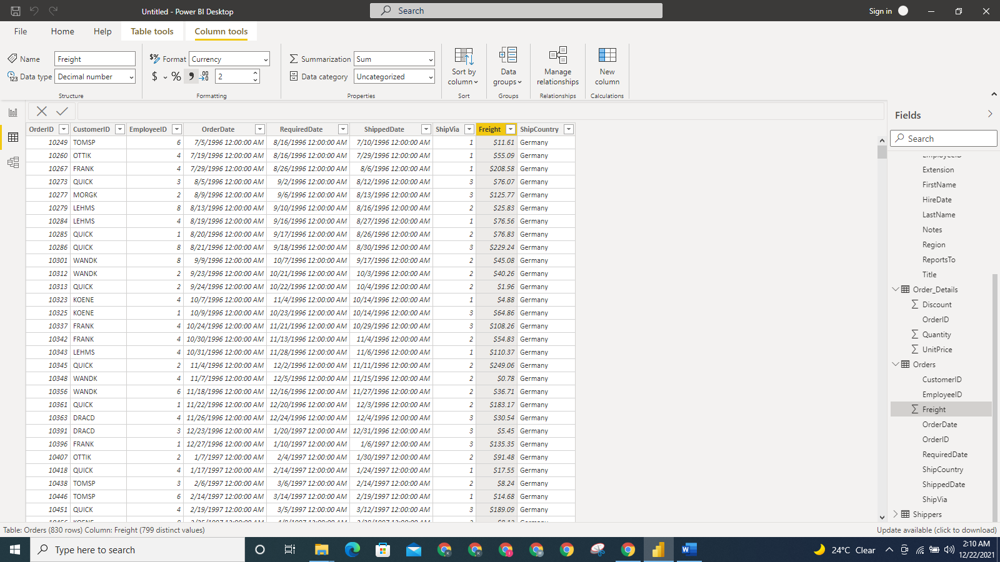 Untitled - Power BI Desktop
Search
Sign in
File Home Help Table tools Column tools
Name Freight
Data type Decimal number
Structure
$% Format Currency
$ % 9 .00 2
Formatting
Σ Summarization Sum
Data category Uncategorized
Properties
Sort by column
Sort
Data groups
Groups
Manage relationships
Relationships
New column
Calculations
OrderID CustomerID EmployeeID OrderDate RequiredDate ShippedDate ShipVia Freight ShipCountry
10249 TOMSP 6 7/5/1996 12:00:00 AM 8/16/1996 12:00:00 AM 7/10/1996 12:00:00 AM 1 $11.61 Germany
10260 OTTIK 4 7/19/1996 12:00:00 AM 8/16/1996 12:00:00 AM 7/29/1996 12:00:00 AM 1 $55.09 Germany
10267 FRANK 4 7/29/1996 12:00:00 AM 8/26/1996 12:00:00 AM 8/6/1996 12:00:00 AM 1 $208.58 Germany
10273 QUICK 3 8/5/1996 12:00:00 AM 9/2/1996 12:00:00 AM 8/12/1996 12:00:00 AM 3 $76.07 Germany
10277 MORGK 2 8/9/1996 12:00:00 AM 9/6/1996 12:00:00 AM 8/13/1996 12:00:00 AM 3 $125.77 Germany
10279 LEHMS 8 8/13/1996 12:00:00 AM 9/10/1996 12:00:00 AM 8/16/1996 12:00:00 AM 2 $25.83 Germany
10284 LEHMS 4 8/19/1996 12:00:00 AM 9/16/1996 12:00:00 AM 8/27/1996 12:00:00 AM 1 $76.56 Germany
10285 QUICK 1 8/20/1996 12:00:00 AM 9/17/1996 12:00:00 AM 8/26/1996 12:00:00 AM 2 $76.83 Germany
10286 QUICK 8 8/21/1996 12:00:00 AM 9/18/1996 12:00:00 AM 8/30/1996 12:00:00 AM 3 $229.24 Germany
10301 WANDK 8 9/9/1996 12:00:00 AM 10/7/1996 12:00:00 AM 9/17/1996 12:00:00 AM 2 $45.08 Germany
10312 WANDK 2 9/23/1996 12:00:00 AM 10/21/1996 12:00:00 AM 10/3/1996 12:00:00 AM 2 $40.26 Germany
10313 QUICK 2 9/24/1996 12:00:00 AM 10/22/1996 12:00:00 AM 10/4/1996 12:00:00 AM 2 $1.96 Germany
10323 KOENE 4 10/7/1996 12:00:00 AM 11/4/1996 12:00:00 AM 10/14/1996 12:00:00 AM 1 $4.88 Germany
10325 KOENE 1 10/9/1996 12:00:00 AM 10/23/1996 12:00:00 AM 10/14/1996 12:00:00 AM 3 $64.86 Germany
10337 FRANK 4 10/24/1996 12:00:00 AM 11/21/1996 12:00:00 AM 10/29/1996 12:00:00 AM 3 $108.26 Germany
10342 FRANK 4 10/30/1996 12:00:00 AM 11/13/1996 12:00:00 AM 11/4/1996 12:00:00 AM 2 $54.83 Germany
10343 LEHMS 4 10/31/1996 12:00:00 AM 11/28/1996 12:00:00 AM 11/6/1996 12:00:00 AM 1 $110.37 Germany
10345 QUICK 2 11/4/1996 12:00:00 AM 12/2/1996 12:00:00 AM 11/11/1996 12:00:00 AM 2 $249.06 Germany
10348 WANDK 4 11/7/1996 12:00:00 AM 12/5/1996 12:00:00 AM 11/15/1996 12:00:00 AM 2 $0.78 Germany
10356 WANDK 6 11/18/1996 12:00:00 AM 12/16/1996 12:00:00 AM 11/27/1996 12:00:00 AM 2 $36.71 Germany
10361 QUICK 1 11/22/1996 12:00:00 AM 12/20/1996 12:00:00 AM 12/3/1996 12:00:00 AM 2 $183.17 Germany
10363 DRACD 4 11/26/1996 12:00:00 AM 12/24/1996 12:00:00 AM 12/4/1996 12:00:00 AM 3 $30.54 Germany
10391 DRACD 3 12/23/1996 12:00:00 AM 1/20/1997 12:00:00 AM 12/31/1996 12:00:00 AM 3 $5.45 Germany
10396 FRANK 1 12/27/1996 12:00:00 AM 1/10/1997 12:00:00 AM 1/6/1997 12:00:00 AM 3 $135.35 Germany
10407 OTTIK 2 1/7/1997 12:00:00 AM 2/4/1997 12:00:00 AM 1/30/1997 12:00:00 AM 2 $91.48 Germany
10418 QUICK 4 1/17/1997 12:00:00 AM 2/14/1997 12:00:00 AM 1/24/1997 12:00:00 AM 1 $17.55 Germany
10438 TOMSP 3 2/6/1997 12:00:00 AM 3/6/1997 12:00:00 AM 2/14/1997 12:00:00 AM 2 $8.24 Germany
10446 TOMSP 6 2/14/1997 12:00:00 AM 3/14/1997 12:00:00 AM 2/19/1997 12:00:00 AM 1 $14.68 Germany
10451 QUICK 4 2/19/1997 12:00:00 AM 3/5/1997 12:00:00 AM 3/12/1997 12:00:00 AM 3 $189.09 Germany
Fields
Search
EmployeeID
Extension
FirstName
HireDate
LastName
Notes
Region
ReportsTo
Title
Order_Details
Σ Discount
OrderID
Σ Quantity
Σ UnitPrice
Orders
CustomerID
EmployeeID
Σ Freight
OrderDate
OrderID
RequiredDate
ShipCountry
ShippedDate
ShipVia
Shippers
Table: Orders (830 rows) Column: Freight (799 distinct values)
Update available (click to download)
Type here to search
24°C Clear
2:10 AM
12/22/2021